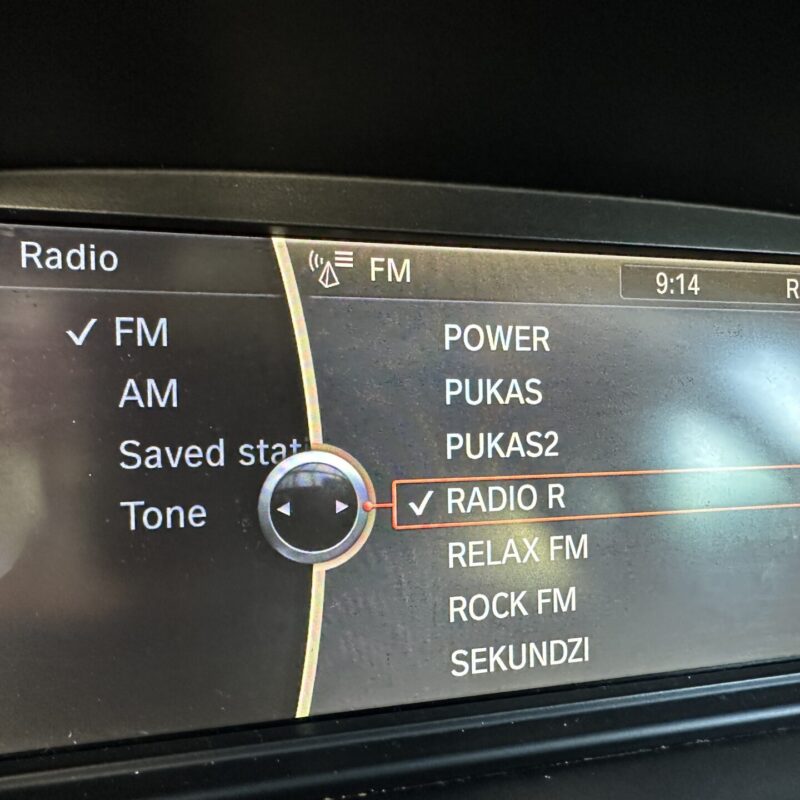 Radio
FM
AM
Saved stat
Tone
FM
9:14
R
POWER
PUKAS
PUKAS2
RADIO R
RELAX FM
ROCK FM
SEKUNDZI